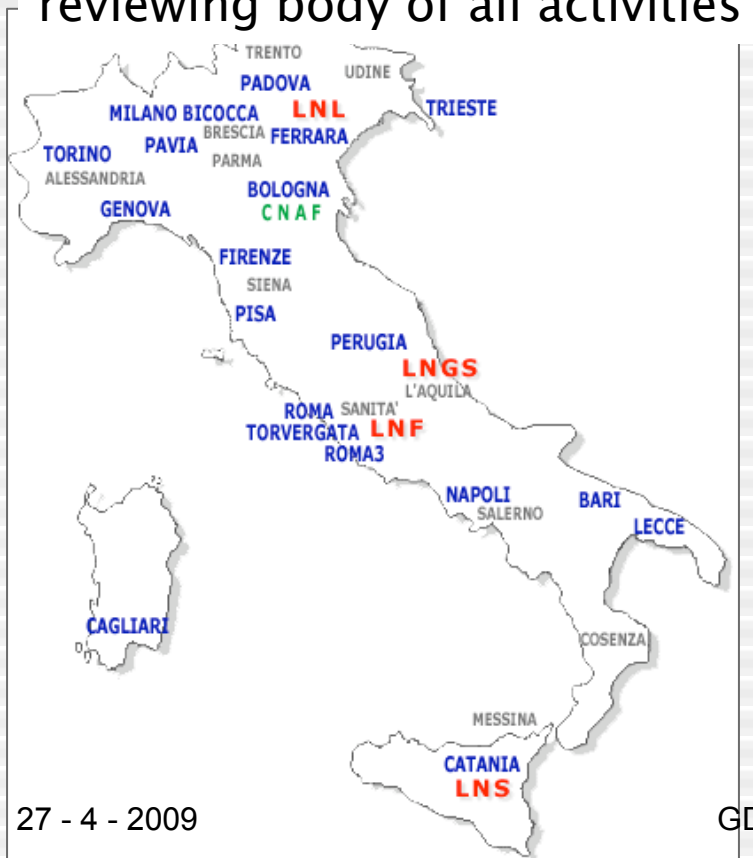 reviewing body of all activities
TRENTO
UDINE
PADOVA
MILANO BICOCCA LNL TRIESTE
BRESCIA FERRARA
TORINO PAVIA
PARMA
ALESSANDRIA
BOLOGNA
GENOVA
CNAF
FIRENZE
SIENA
PISA
PERUGIA
LNGS
L'AQUILA
ROMA SANITA'
TORVERGATA LNF
ROMA3
NAPOLI BARI
SALERNO
LECCE
CAGLIARI
COSENZA
MESSINA
CATANIA
LNS
27 - 4 - 2009